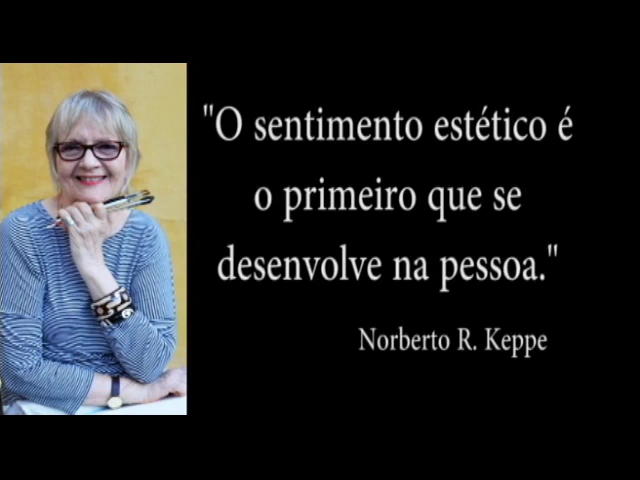 "O sentimento estético é
o primeiro que se
desenvolve na pessoa."
Norberto R. Keppe